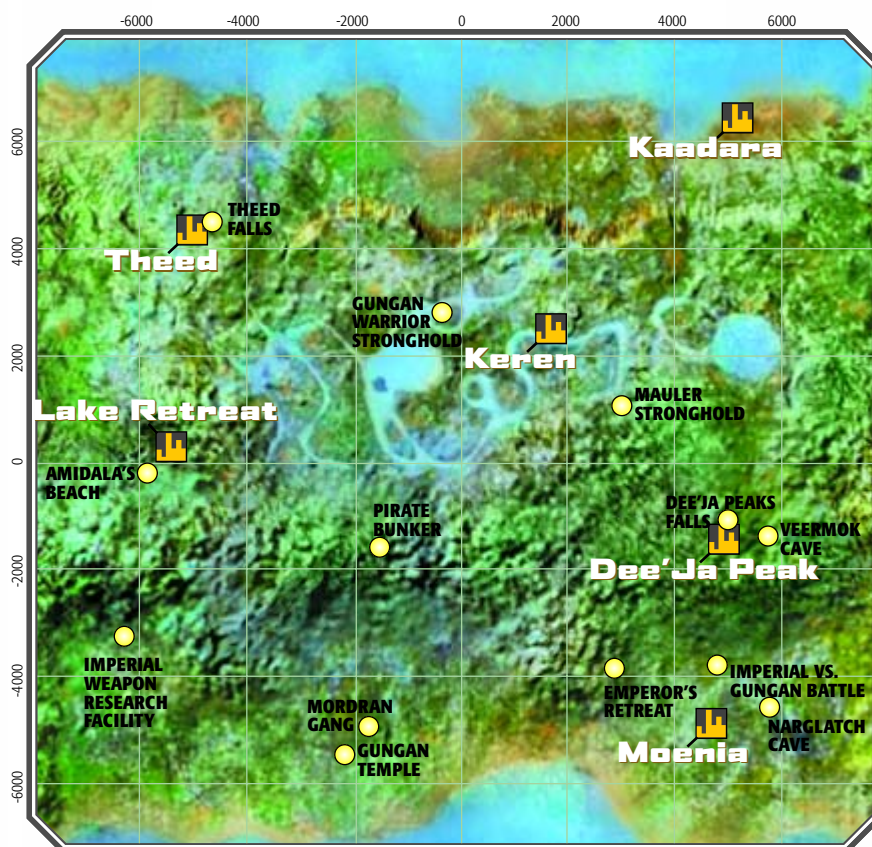 -6000 -4000 -2000 0 2000 4000 6000
6000
Kaadara
THEED
FALLS
4000
Theed
GUNGAN
WARRIOR
STRONGHOLD
2000
Keren
MAULER
STRONGHOLD
Lake Retreat
0
AMIDALA'S
BEACH
PIRATE
BUNKER
DEE'JA PEAKS
FALLS
VEERMOK
CAVE
-2000
Dee'Ja Peak
IMPERIAL
WEAPON
RESEARCH
FACILITY
-4000
IMPERIAL VS.
GUNGAN BATTLE
EMPEROR'S
RETREAT
MORDRAN
GANG
NARGLATCH
CAVE
Moenia
GUNGAN
TEMPLE
-6000